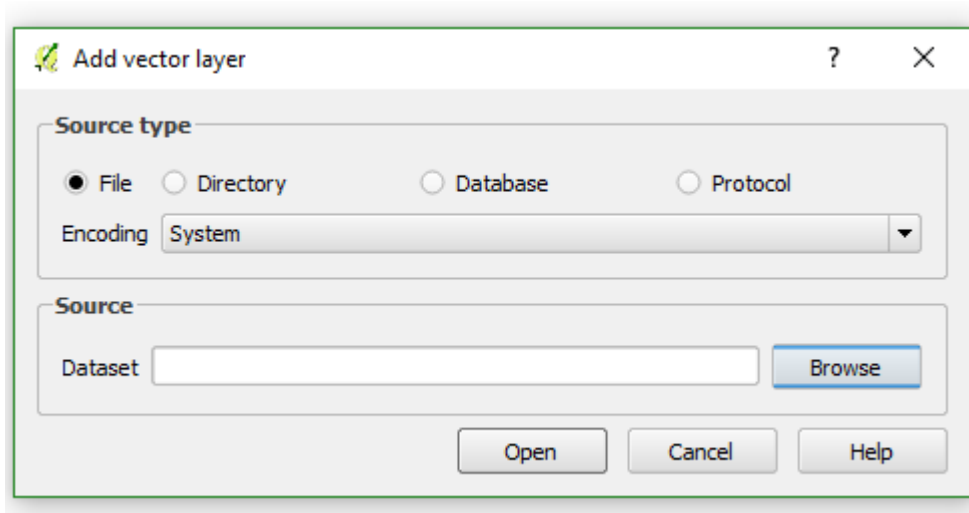 Add vector layer ?
Source type
File Directory Database Protocol
Encoding System
Source
Dataset Browse
Open Cancel Help